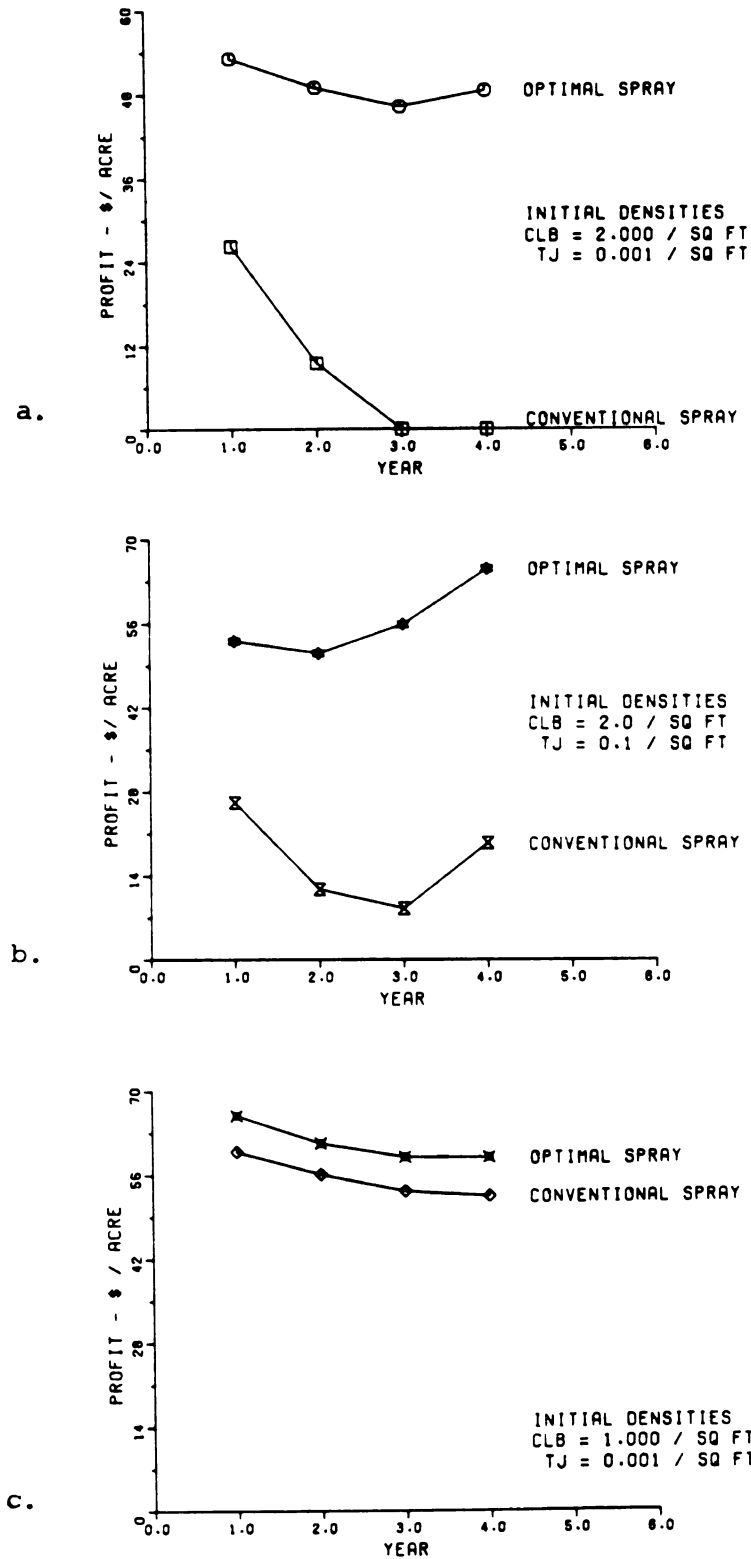 60
48
36
24
12
0
PROFIT - $/ ACRE
OPTIMAL SPRAY
INITIAL DENSITIES
CLB = 2.000 / SQ FT
TJ = 0.001 / SQ FT
CONVENTIONAL SPRAY
a.
0.0 1.0 2.0 3.0 4.0 5.0 6.0
YEAR
70
56
42
28
14
0
PROFIT - $/ ACRE
OPTIMAL SPRAY
INITIAL DENSITIES
CLB = 2.0 / SQ FT
TJ = 0.1 / SQ FT
CONVENTIONAL SPRAY
b.
0.0 1.0 2.0 3.0 4.0 5.0 6.0
YEAR
70
56
42
28
14
0
PROFIT - $ / ACRE
OPTIMAL SPRAY
CONVENTIONAL SPRAY
INITIAL DENSITIES
CLB = 1.000 / SQ FT
TJ = 0.001 / SQ FT
c.
0.0 1.0 2.0 3.0 4.0 5.0 6.0
YEAR